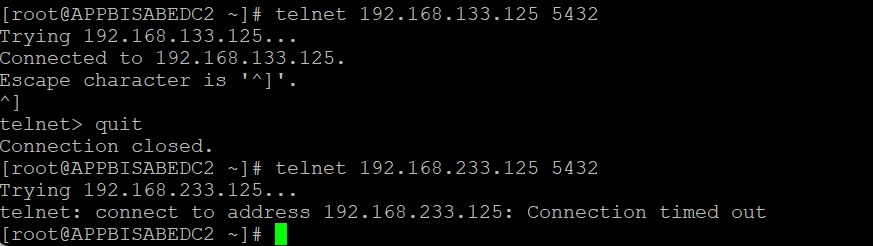 [root@APPBISABEDC2 ~]# telnet 192.168.133.125 5432
Trying 192.168.133.125...
Connected to 192.168.133.125.
Escape character is '^]'.
^]
telnet> quit
Connection closed.
[root@APPBISABEDC2 ~]# telnet 192.168.233.125 5432
Trying 192.168.233.125...
telnet: connect to address 192.168.233.125: Connection timed out
[root@APPBISABEDC2 ~]#